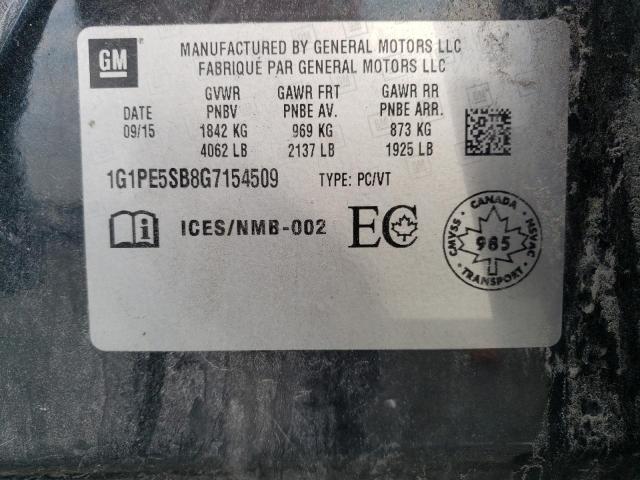 GM
MANUFACTURED BY GENERAL MOTORS LLC
FABRIQUÉ PAR GENERAL MOTORS LLC
GVWR GAWR FRT GAWR RR
DATE PNBV PNBE AV. PNBE ARR.
09/15 1842 KG 969 KG 873 KG
4062 LB 2137 LB 1925 LB
1G1PE5SB8G7154509 TYPE: PC/VT
i ICES/NMB-002 EC
CANADA
CMVSS 985 NSVAC
TRANSPORT